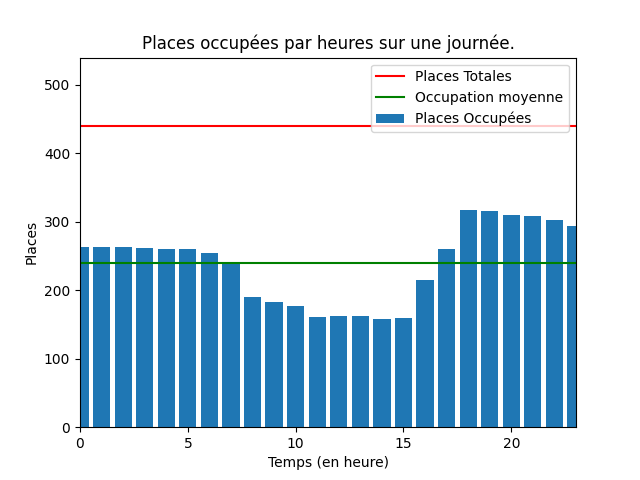 Places occupées par heures sur une journée.
Places Totales
Occupation moyenne
Places Occupées
500
400
300
200
100
0
Places
0 5 10 15 20
Temps (en heure)